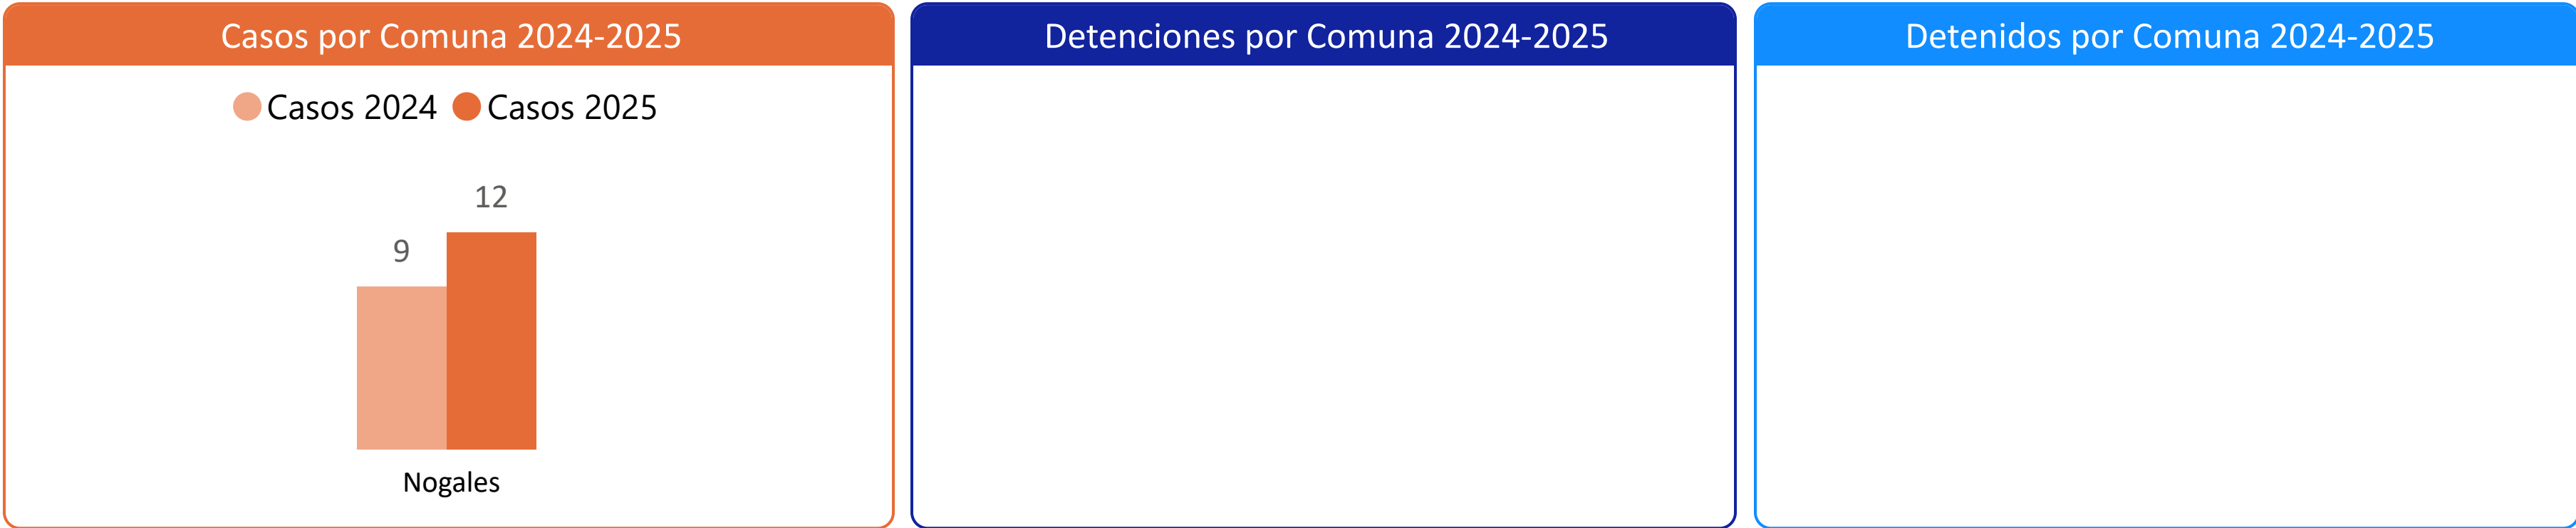 Casos por Comuna 2024-2025
Casos 2024 Casos 2025
12
9
Nogales
Detenciones por Comuna 2024-2025
Detenidos por Comuna 2024-2025